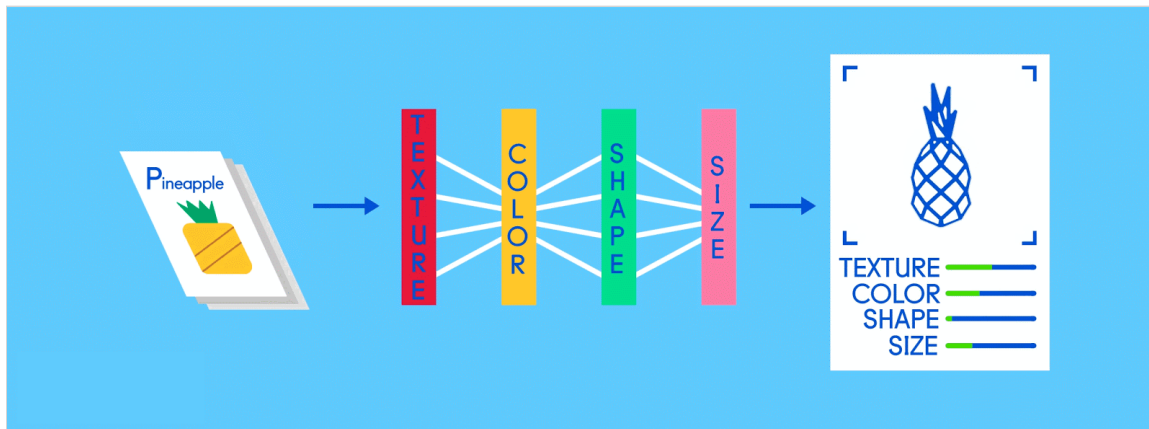 Pineapple
TEXTURE
COLOR
SHAPE
SIZE
TEXTURE
COLOR
SHAPE
SIZE